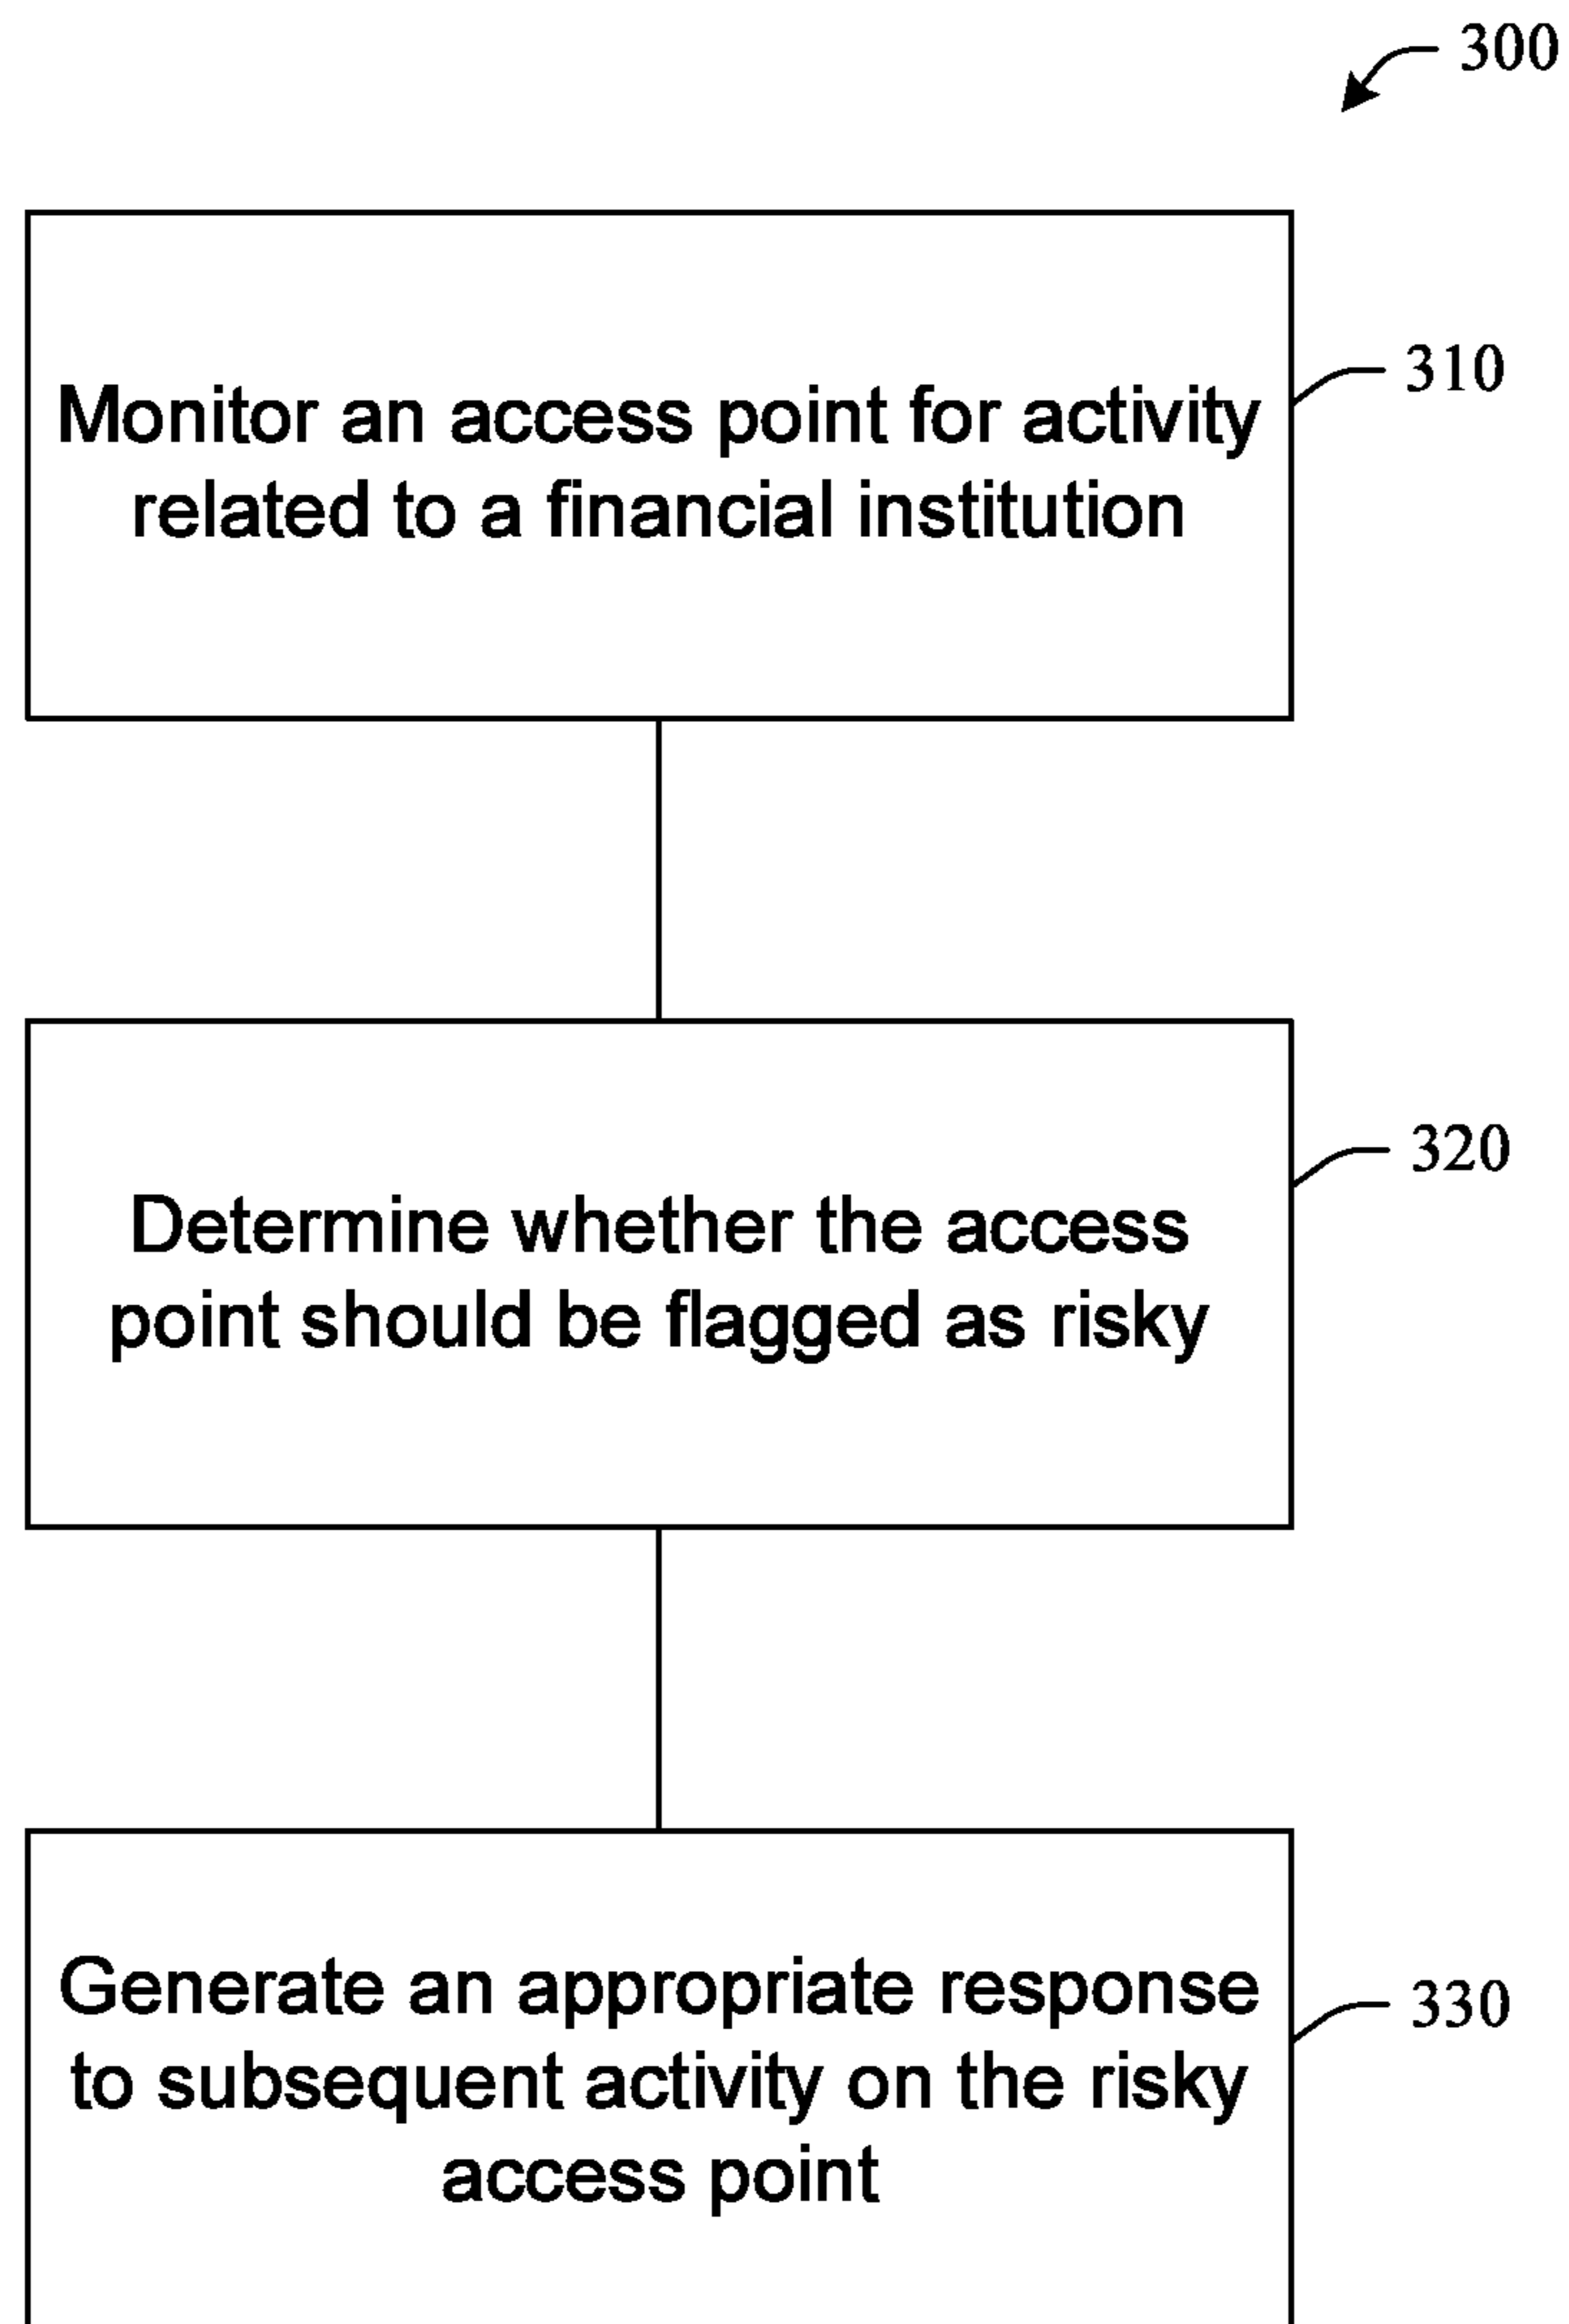 300
Monitor an access point for activity
related to a financial institution
310
Determine whether the access
point should be flagged as risky
320
Generate an appropriate response
to subsequent activity on the risky
access point
330